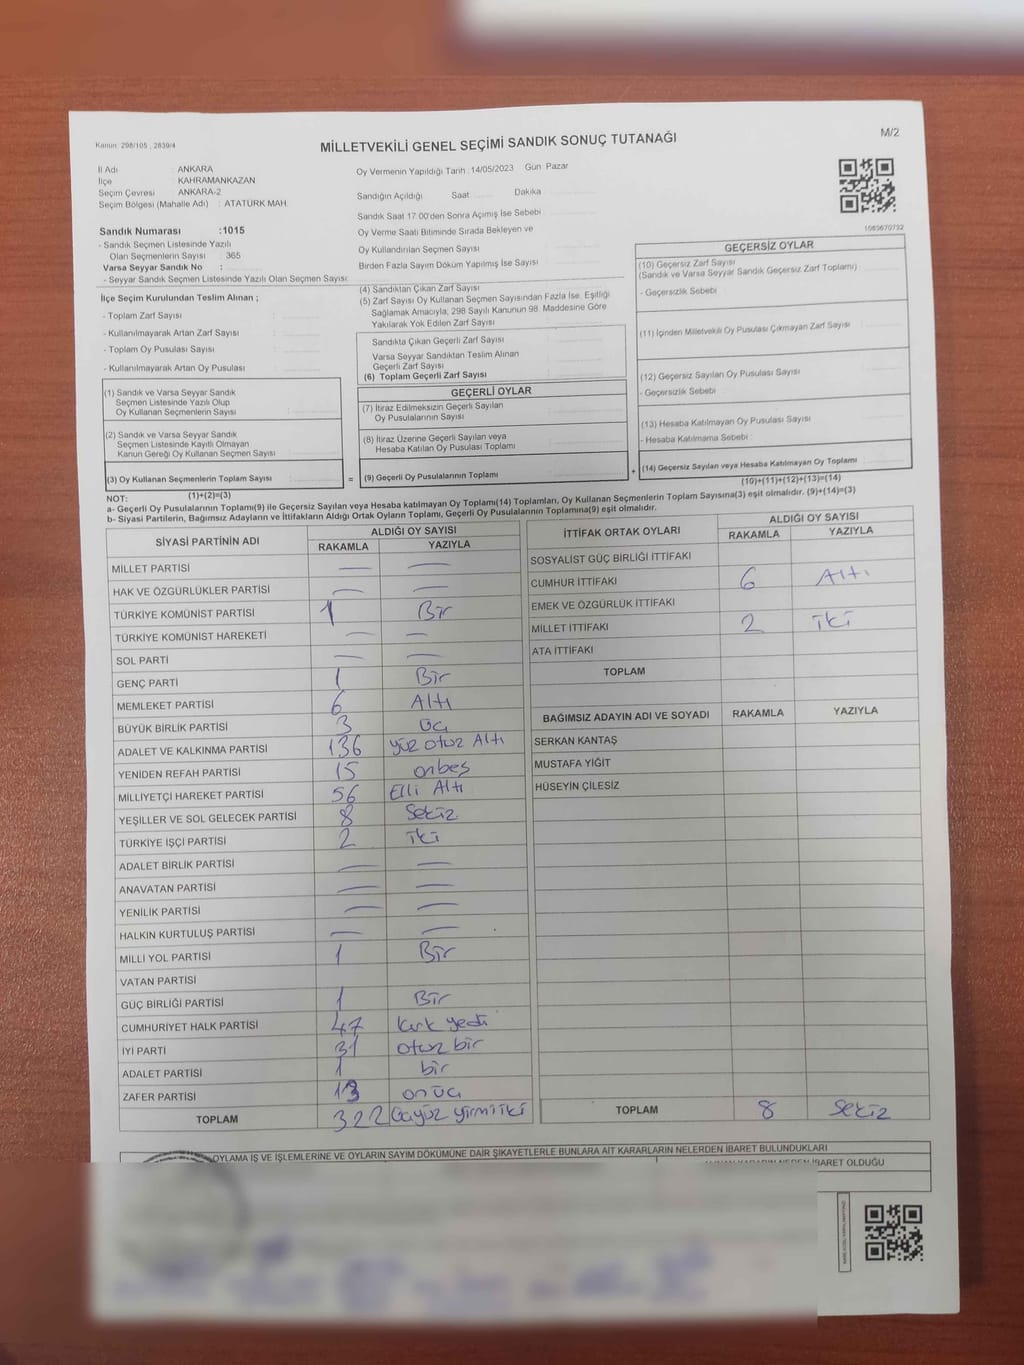 Kanun: 298/105 , 2839/4
MİLLETVEKİLİ GENEL SEÇİMİ SANDIK SONUÇ TUTANAĞI
M/2
İl Adı : ANKARA
İlçe : KAHRAMANKAZAN
Seçim Çevresi : ANKARA-2
Seçim Bölgesi (Mahalle Adı) : ATATÜRK MAH.
Oy Vermenin Yapıldığı Tarih :14/05/2023 Gün: Pazar
Sandığın Açıldığı Saat Dakika
Sandık Saat 17:00'den Sonra Açımış İse Sebebi
Oy Verme Saati Bitiminde Sırada Bekleyen ve
Oy Kullandırılan Seçmen Sayısı
Birden Fazla Sayım Döküm Yapılmış İse Sayısı
1083670732
Sandık Numarası :1015
- Sandık Seçmen Listesinde Yazılı
Olan Seçmenlerin Sayısı : 365
Varsa Seyyar Sandık No :
- Seyyar Sandık Seçmen Listesinde Yazılı Olan Seçmen Sayısı:
İlçe Seçim Kurulundan Teslim Alınan ;
- Toplam Zarf Sayısı :
- Kullanılmayarak Artan Zarf Sayısı :
- Toplam Oy Pusulası Sayısı :
- Kullanılmayarak Artan Oy Pusulası :
(1) Sandık ve Varsa Seyyar Sandık
Seçmen Listesinde Yazılı Olup
Oy Kullanan Seçmenlerin Sayısı :
(2) Sandık ve Varsa Seyyar Sandık
Seçmen Listesinde Kayıtlı Olmayan
Kanun Gereği Oy Kullanan Seçmen Sayısı :
(3) Oy Kullanan Seçmenlerin Toplam Sayısı :
(1)+(2)=(3)
(4) Sandıktan Çıkan Zarf Sayısı
(5) Zarf Sayısı Oy Kullanan Seçmen Sayısından Fazla İse, Eşitliği
Sağlamak Amacıyla, 298 Sayılı Kanunun 98. Maddesine Göre
Yakılarak Yok Edilen Zarf Sayısı
Sandıkta Çıkan Geçerli Zarf Sayısı
Varsa Seyyar Sandıktan Teslim Alınan
Geçerli Zarf Sayısı
(6) Toplam Geçerli Zarf Sayısı
GEÇERLİ OYLAR
(7) İtiraz Edilmeksizin Geçerli Sayılan
Oy Pusulalarının Sayısı
(8) İtiraz Üzerine Geçerli Sayılan veya
Hesaba Katılan Oy Pusulası Toplamı
= (9) Geçerli Oy Pusulalarının Toplamı
GEÇERSİZ OYLAR
(10) Geçersiz Zarf Sayısı
(Sandık ve Varsa Seyyar Sandık Geçersiz Zarf Toplamı) :
- Geçersizlik Sebebi
(11) İçinden Milletvekili Oy Pusulası Çıkmayan Zarf Sayısı
(12) Geçersiz Sayılan Oy Pusulası Sayısı
- Geçersizlik Sebebi :
(13) Hesaba Katılmayan Oy Pusulası Sayısı
- Hesaba Katılmama Sebebi :
+ (14) Geçersiz Sayılan veya Hesaba Katılmayan Oy Toplamı
(10)+(11)+(12)+(13)=(14)
NOT:
a- Geçerli Oy Pusulalarının Toplamı(9) ile Geçersiz Sayılan veya Hesaba katılmayan Oy Toplamı(14) Toplamları, Oy Kullanan Seçmenlerin Toplam Sayısına(3) eşit olmalıdır. (9)+(14)=(3)
b- Siyasi Partilerin, Bağımsız Adayların ve İttifakların Aldığı Ortak Oyların Toplamı, Geçerli Oy Pusulalarının Toplamına(9) eşit olmalıdır.
SİYASİ PARTİNİN ADI ALDIĞI OY SAYISI
RAKAMLA YAZIYLA
MİLLET PARTİSİ — —
HAK VE ÖZGÜRLÜKLER PARTİSİ — —
TÜRKİYE KOMÜNİST PARTİSİ 1 Bir
TÜRKİYE KOMÜNİST HAREKETİ — —
SOL PARTİ — —
GENÇ PARTİ 1 Bir
MEMLEKET PARTİSİ 6 Altı
BÜYÜK BİRLİK PARTİSİ 3 üç
ADALET VE KALKINMA PARTİSİ 136 yüz otuz Altı
YENİDEN REFAH PARTİSİ 15 onbeş
MİLLİYETÇİ HAREKET PARTİSİ 56 Elli Altı
YEŞİLLER VE SOL GELECEK PARTİSİ 8 Sekiz
TÜRKİYE İŞÇİ PARTİSİ 2 iki
ADALET BİRLİK PARTİSİ — —
ANAVATAN PARTİSİ — —
YENİLİK PARTİSİ — —
HALKIN KURTULUŞ PARTİSİ — —
MİLLİ YOL PARTİSİ 1 Bir
VATAN PARTİSİ
GÜÇ BİRLİĞİ PARTİSİ 1 Bir
CUMHURİYET HALK PARTİSİ 47 kırk yedi
İYİ PARTİ 31 otuz bir
ADALET PARTİSİ 1 bir
ZAFER PARTİSİ 13 onüç
TOPLAM 322 üçyüz yirmi iki
İTTİFAK ORTAK OYLARI ALDIĞI OY SAYISI
RAKAMLA YAZIYLA
SOSYALİST GÜÇ BİRLİĞİ İTTİFAKI
CUMHUR İTTİFAKI 6 Altı
EMEK VE ÖZGÜRLÜK İTTİFAKI
MİLLET İTTİFAKI 2 iki
ATA İTTİFAKI
TOPLAM
BAĞIMSIZ ADAYIN ADI VE SOYADI RAKAMLA YAZIYLA
SERKAN KANTAŞ
MUSTAFA YİĞİT
HÜSEYİN ÇİLESİZ
TOPLAM 8 Sekiz
OYLAMA İŞ VE İŞLEMLERİNE VE OYLARIN SAYIM DÖKÜMÜNE DAİR ŞİKAYETLERLE BUNLARA AİT KARARLARIN NELERDEN İBARET BULUNDUKLARI
İBARET OLDUĞU